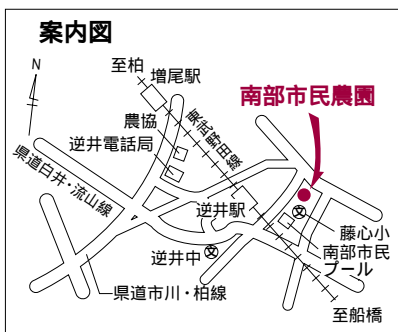 案内図
N
至柏
増尾駅
南部市民農園
農協
東武野田線
逆井電話局
県道白井・流山線
逆井駅
文
藤心小
南部市民
プール
逆井中
文
県道市川・柏線
至船橋